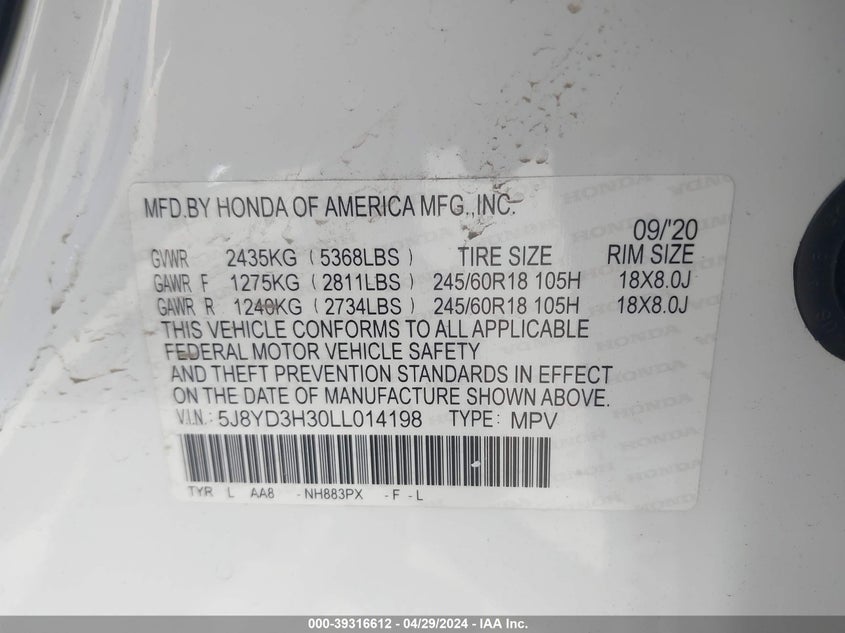 MFD.BY HONDA OF AMERICA MFG.,INC.
09/'20
GVWR 2435KG (5368LBS) TIRE SIZE RIM SIZE
GAWR F 1275KG (2811LBS) 245/60R18 105H 18X8.0J
GAWR R 1240KG (2734LBS) 245/60R18 105H 18X8.0J
THIS VEHICLE CONFORMS TO ALL APPLICABLE
FEDERAL MOTOR VEHICLE SAFETY
AND THEFT PREVENTION STANDARDS IN EFFECT
ON THE DATE OF MANUFACTURE SHOWN ABOVE.
V.I.N.: 5J8YD3H30LL014198 TYPE: MPV
TYR L AA8 -NH883PX -F -L
000-39316612 - 04/29/2024 - IAA Inc.